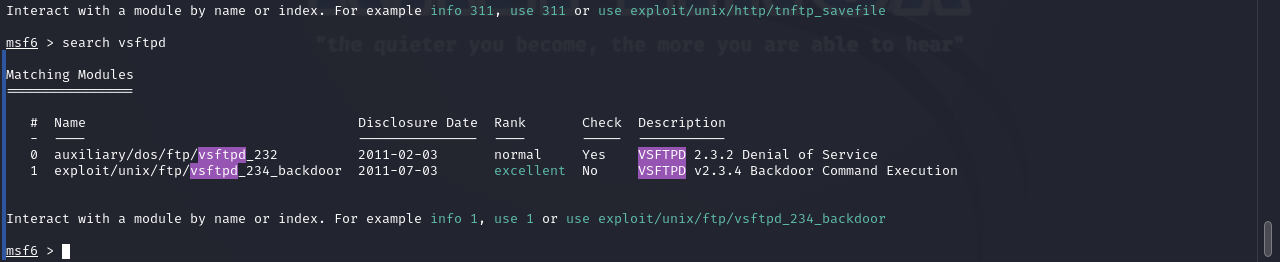 Interact with a module by name or index. For example info 311, use 311 or use exploit/unix/http/tnftp_savefile
"the quieter you become, the more you are able to hear"
msf6 > search vsftpd
Matching Modules
================
#  Name                                  Disclosure Date  Rank       Check  Description
-  ----                                  ---------------  ----       -----  -----------
0  auxiliary/dos/ftp/vsftpd_232          2011-02-03       normal     Yes    VSFTPD 2.3.2 Denial of Service
1  exploit/unix/ftp/vsftpd_234_backdoor  2011-07-03       excellent  No     VSFTPD v2.3.4 Backdoor Command Execution
Interact with a module by name or index. For example info 1, use 1 or use exploit/unix/ftp/vsftpd_234_backdoor
msf6 >